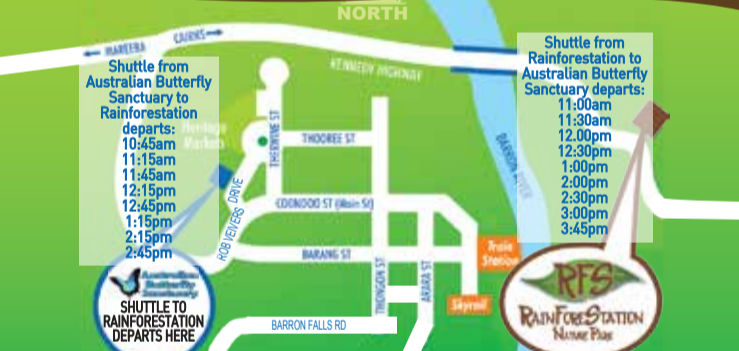 NORTH
MAREEBA
CAIRNS
KENNEDY HIGHWAY
Shuttle from
Australian Butterfly
Sanctuary to
Rainforestation
departs:
10:45am
11:15am
11:45am
12:15pm
12:45pm
1:15pm
2:15pm
2:45pm
Shuttle from
Rainforestation to
Australian Butterfly
Sanctuary departs:
11:00am
11:30am
12.00pm
12:30pm
1:00pm
2:00pm
2:30pm
3:00pm
3:45pm
Heritage
Markets
THERWINE ST
THOOREE ST
BARRON RIVER
ROB VEIVERS DRIVE
COONDOO ST (Main St)
BARANG ST
THONGON ST
ARARA ST
Train
Station
Skyrail
BARRON FALLS RD
Australian
Butterfly
Sanctuary
SHUTTLE TO
RAINFORESTATION
DEPARTS HERE
RFS
RAINFORESTATION
NATURE PARK